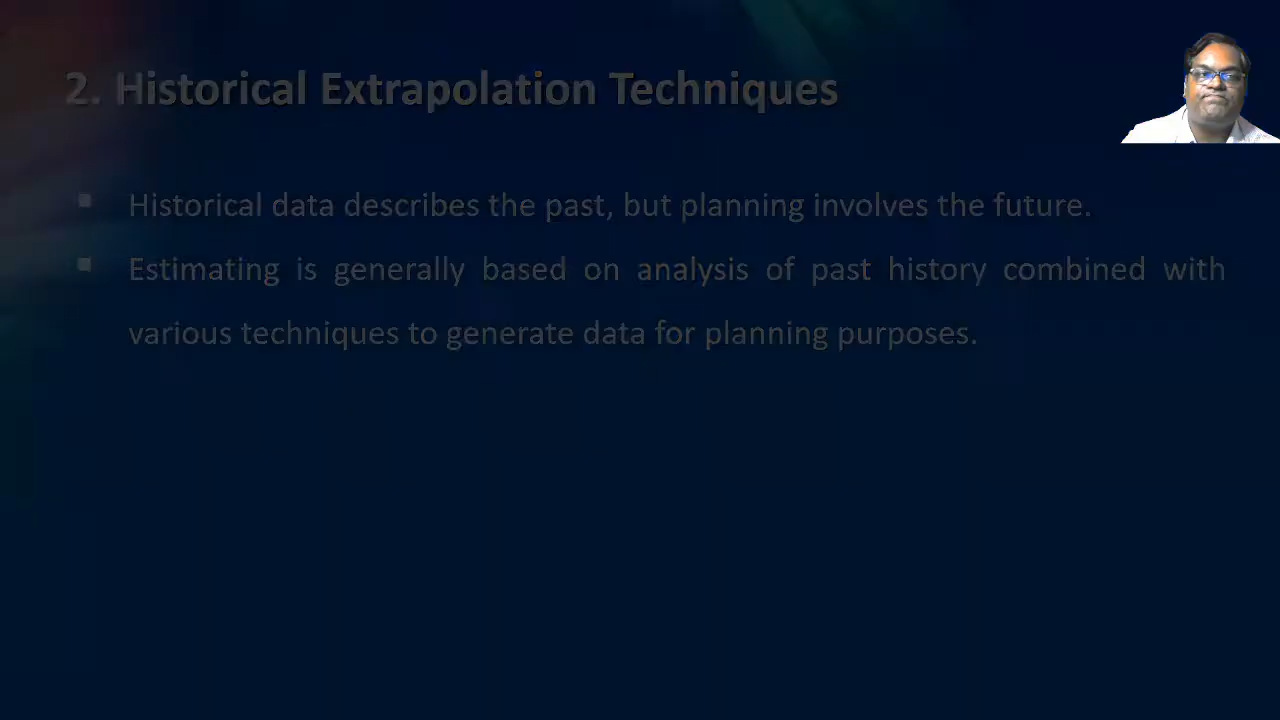 2. Historical Extrapolation Techniques
Historical data describes the past, but planning involves the future.
Estimating is generally based on analysis of past history combined with
various techniques to generate data for planning purposes.